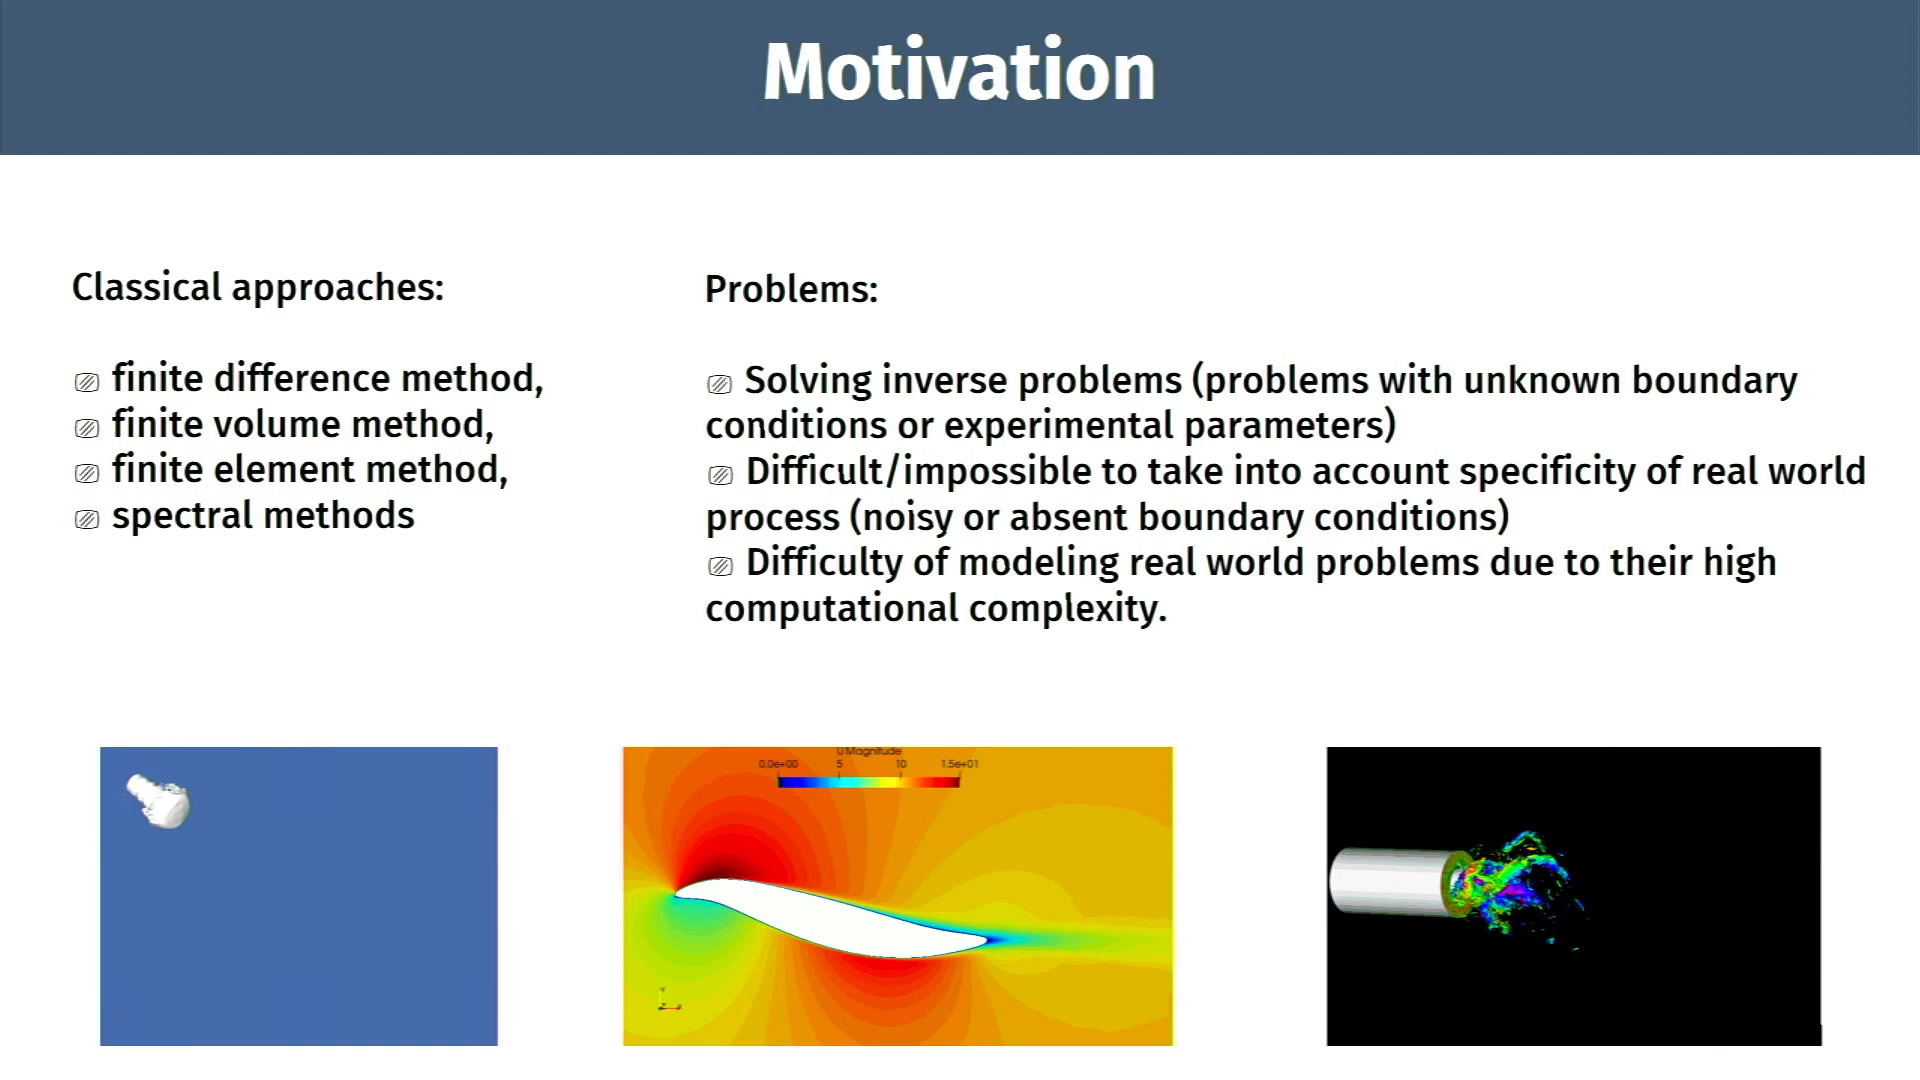 Motivation
Classical approaches:
finite difference method,
finite volume method,
finite element method,
spectral methods
Problems:
Solving inverse problems (problems with unknown boundary
conditions or experimental parameters)
Difficult/impossible to take into account specificity of real world
process (noisy or absent boundary conditions)
Difficulty of modeling real world problems due to their high
computational complexity.
U Magnitude
0.0e+00 5 10 1.5e+01
Y
Z X